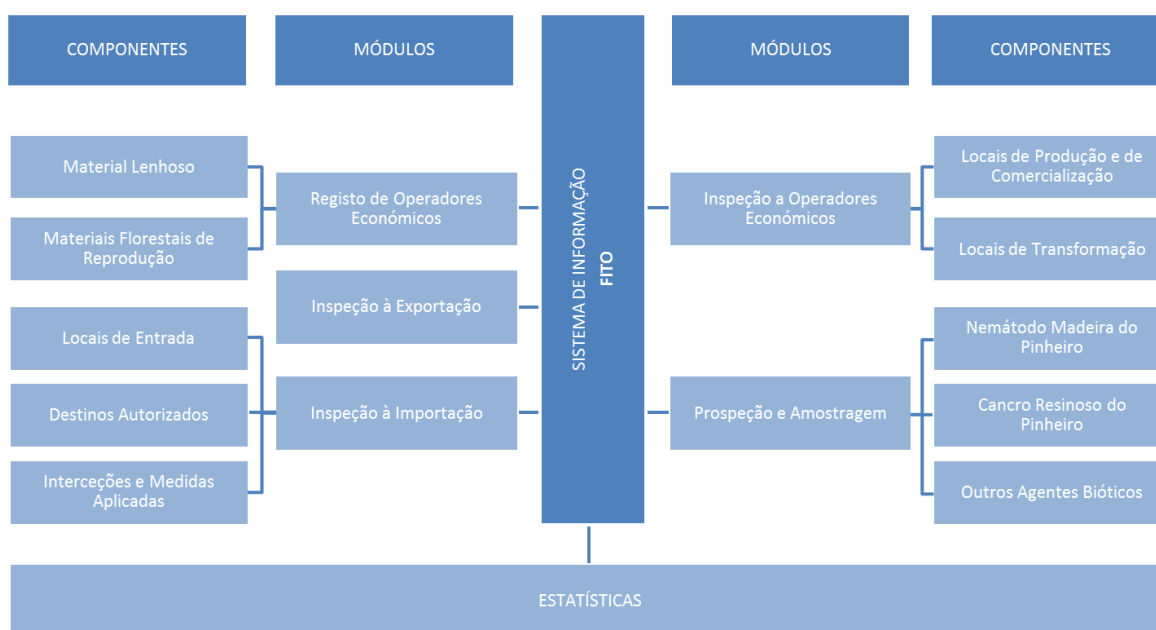 COMPONENTES
MÓDULOS
MÓDULOS
COMPONENTES
Material Lenhoso
Materiais Florestais de
Reprodução
Locais de Entrada
Destinos Autorizados
Interceções e Medidas
Aplicadas
Registo de Operadores
Económicos
Inspeção à Exportação
Inspeção à Importação
SISTEMA DE INFORMAÇÃO
FITO
Inspeção a Operadores
Económicos
Prospeção e Amostragem
Locais de Produção e de
Comercialização
Locais de Transformação
Nemátodo Madeira do
Pinheiro
Cancro Resinoso do
Pinheiro
Outros Agentes Bióticos
ESTATÍSTICAS